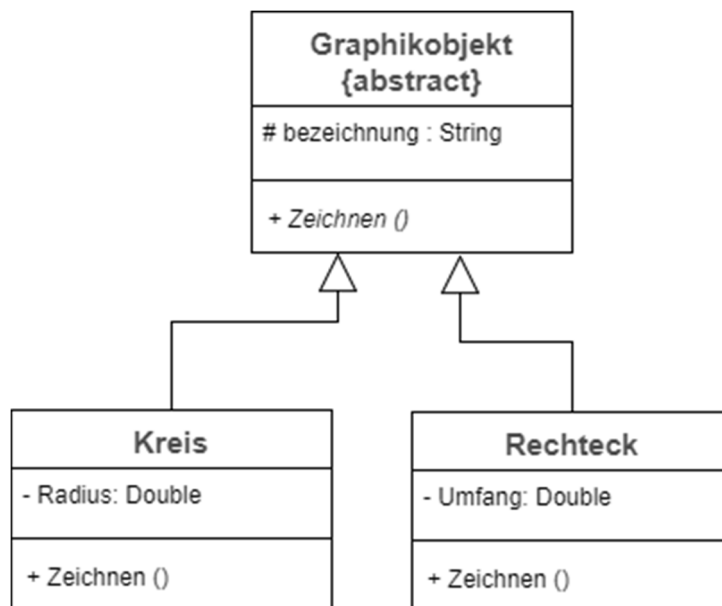 Graphikobjekt
{abstract}
# bezeichnung : String
+ Zeichnen ()
Kreis
- Radius: Double
+ Zeichnen ()
Rechteck
- Umfang: Double
+ Zeichnen ()